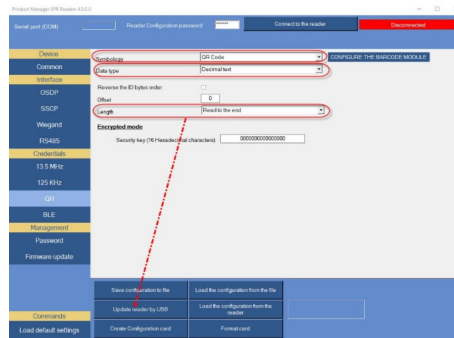 Product Manager XPR Readers 4.0.0.0
Serial port (COM)
Reader Configuration password
******
Connect to the reader
Disconnected
Device
Common
Interface
OSDP
SSCP
Wiegand
RS485
Credentials
13.5 MHz
125 KHz
QR
BLE
Management
Password
Firmware update
Commands
Load default settings
Symbology
QR Code
CONFIGURE THE BARCODE MODULE
Data type
Decimal text
Reverse the ID bytes order
Offset
0
Length
Read to the end
Encrypted mode
Security key (16 Hexadecimal characters)
0000000000000000
Save configuration to file
Load the configuration from the file
Update reader by USB
Load the configuration from the
reader
Create Configuration card
Format card